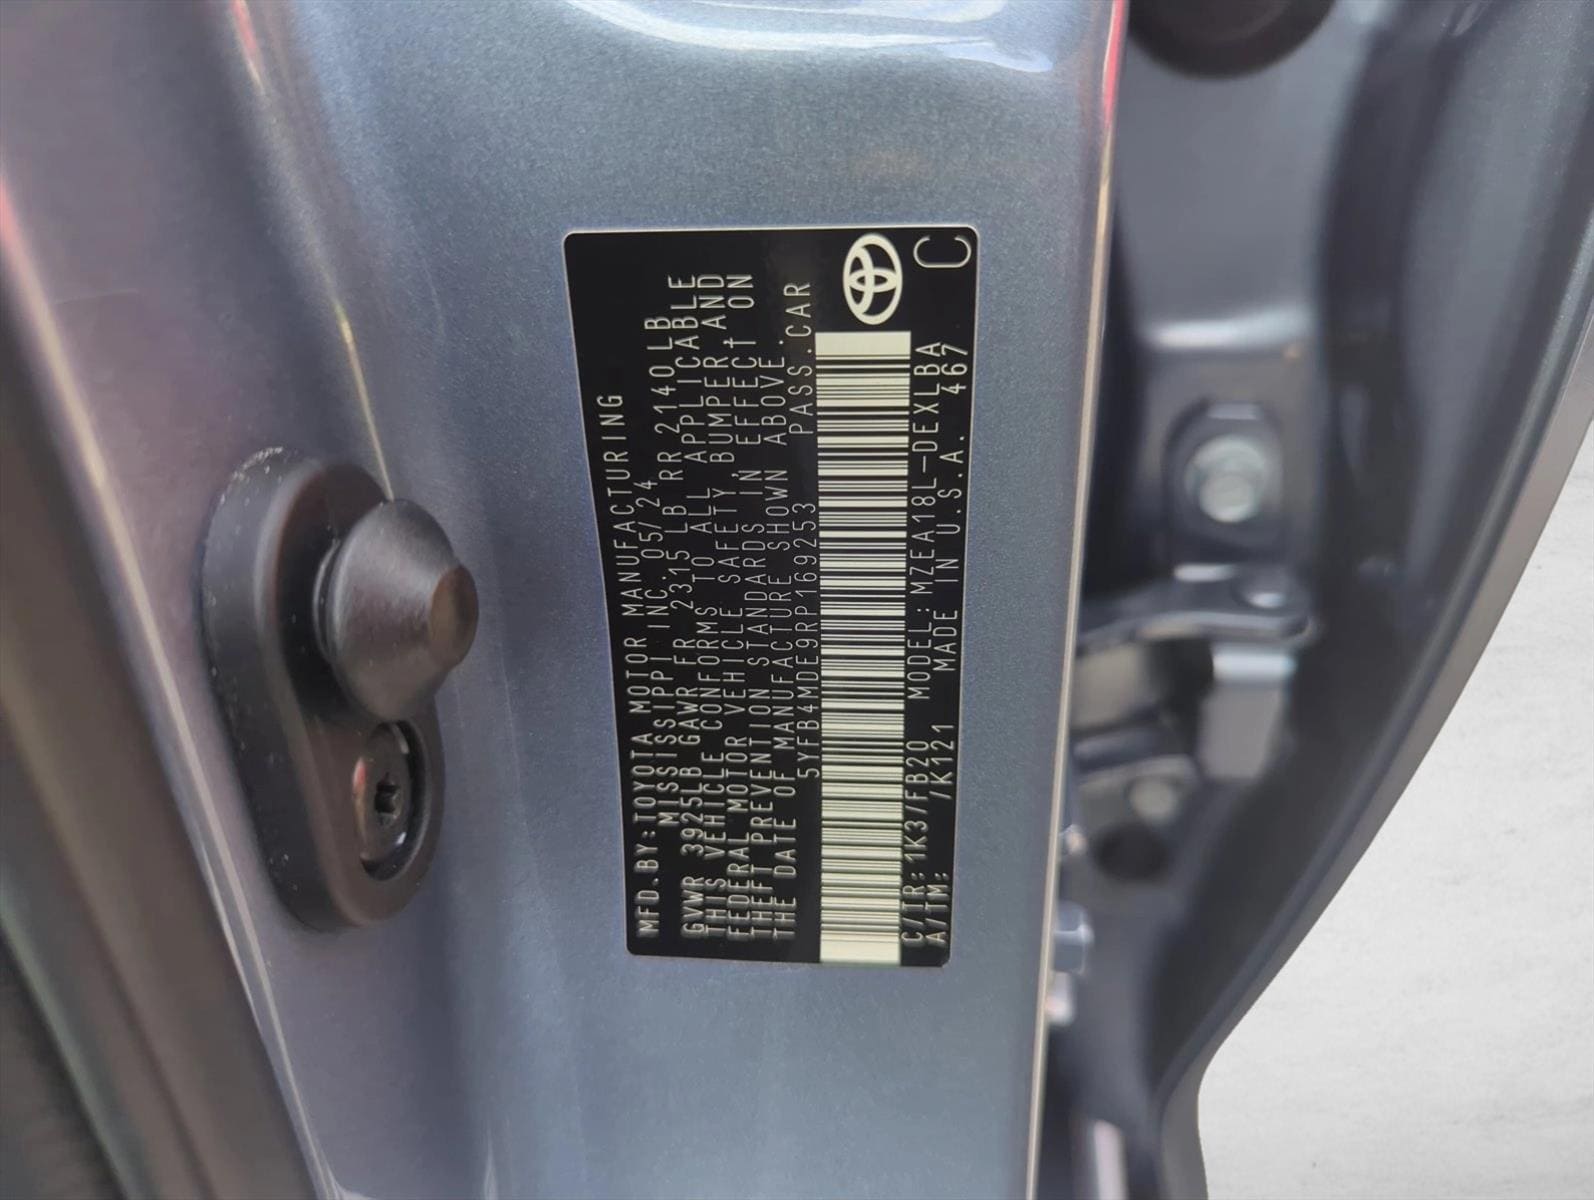 MFD.BY:TOYOTA MOTOR MANUFACTURING
MISSISSIPPI INC.05/24
GVWR 3925LB GAWR FR 2315 LB RR 2140LB
THIS VEHICLE CONFORMS TO ALL APPLICABLE
FEDERAL MOTOR VEHICLE SAFETY,BUMPER AND
THEFT PREVENTION STANDARDS IN EFFECT ON
THE DATE OF MANUFACTURE SHOWN ABOVE.
5YFB4MDE9RP169253 PASS.CAR
C/TR:1K3/FB20 MODEL:MZEA18L-DEXLBA
A/TM: /K121 MADE IN U.S.A. 467
C